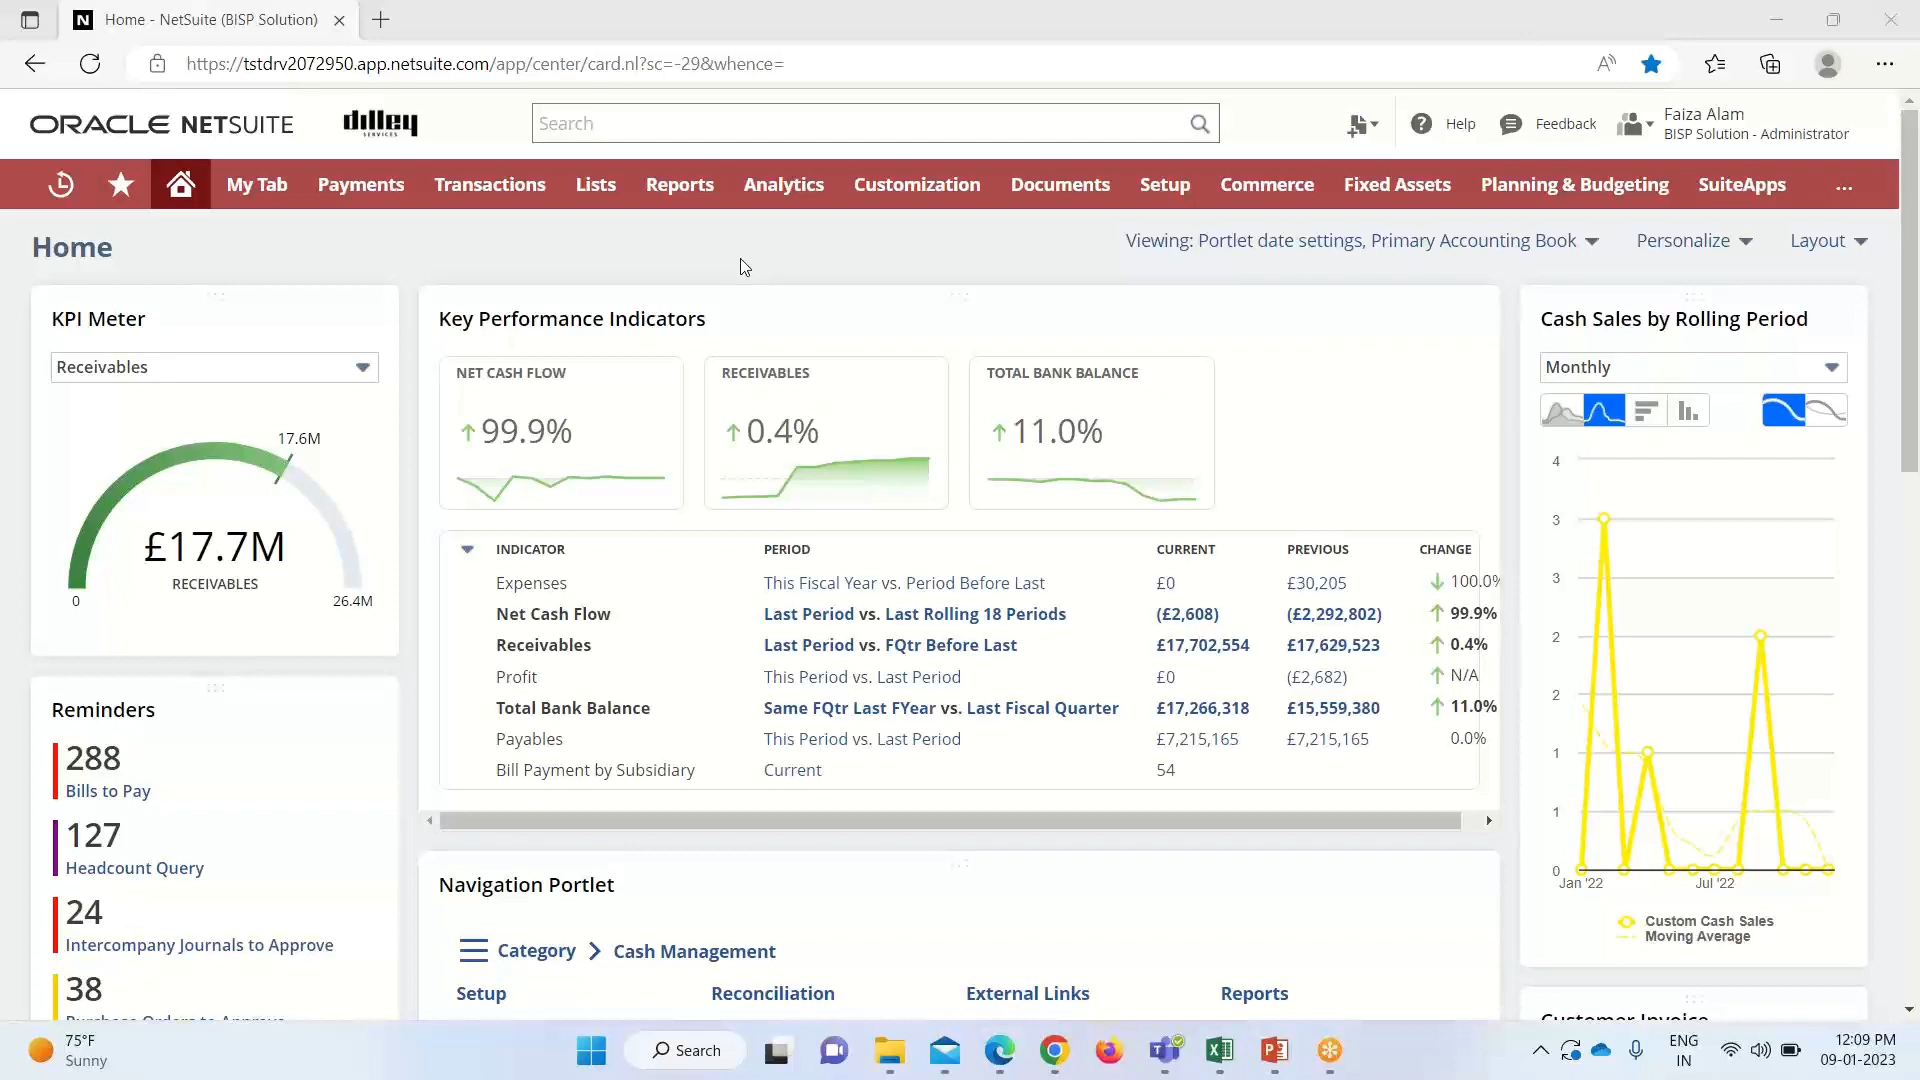 Home - NetSuite (BISP Solution)
https://tstdrv2072950.app.netsuite.com/app/center/card.nl?sc=-29&whence=
ORACLE NETSUITE
dilley
SERVICES
Search
Help
Feedback
Faiza Alam
BISP Solution - Administrator
My Tab
Payments
Transactions
Lists
Reports
Analytics
Customization
Documents
Setup
Commerce
Fixed Assets
Planning & Budgeting
SuiteApps
...
Home
Viewing: Portlet date settings, Primary Accounting Book
Personalize
Layout
KPI Meter
Receivables
17.6M
£17.7M
RECEIVABLES
0
26.4M
Reminders
288
Bills to Pay
127
Headcount Query
24
Intercompany Journals to Approve
38
Purchase Orders to Approve
Key Performance Indicators
NET CASH FLOW
99.9%
RECEIVABLES
0.4%
TOTAL BANK BALANCE
11.0%
INDICATOR PERIOD CURRENT PREVIOUS CHANGE
Expenses This Fiscal Year vs. Period Before Last £0 £30,205 100.0%
Net Cash Flow Last Period vs. Last Rolling 18 Periods (£2,608) (£2,292,802) 99.9%
Receivables Last Period vs. FQtr Before Last £17,702,554 £17,629,523 0.4%
Profit This Period vs. Last Period £0 (£2,682) N/A
Total Bank Balance Same FQtr Last FYear vs. Last Fiscal Quarter £17,266,318 £15,559,380 11.0%
Payables This Period vs. Last Period £7,215,165 £7,215,165 0.0%
Bill Payment by Subsidiary Current 54
Navigation Portlet
Category > Cash Management
Setup
Reconciliation
External Links
Reports
Cash Sales by Rolling Period
Monthly
4
3
3
2
2
1
1
0
Jan '22
Jul '22
Custom Cash Sales
Moving Average
Customer Invoice
75°F
Sunny
Search
ENG
IN
12:09 PM
09-01-2023